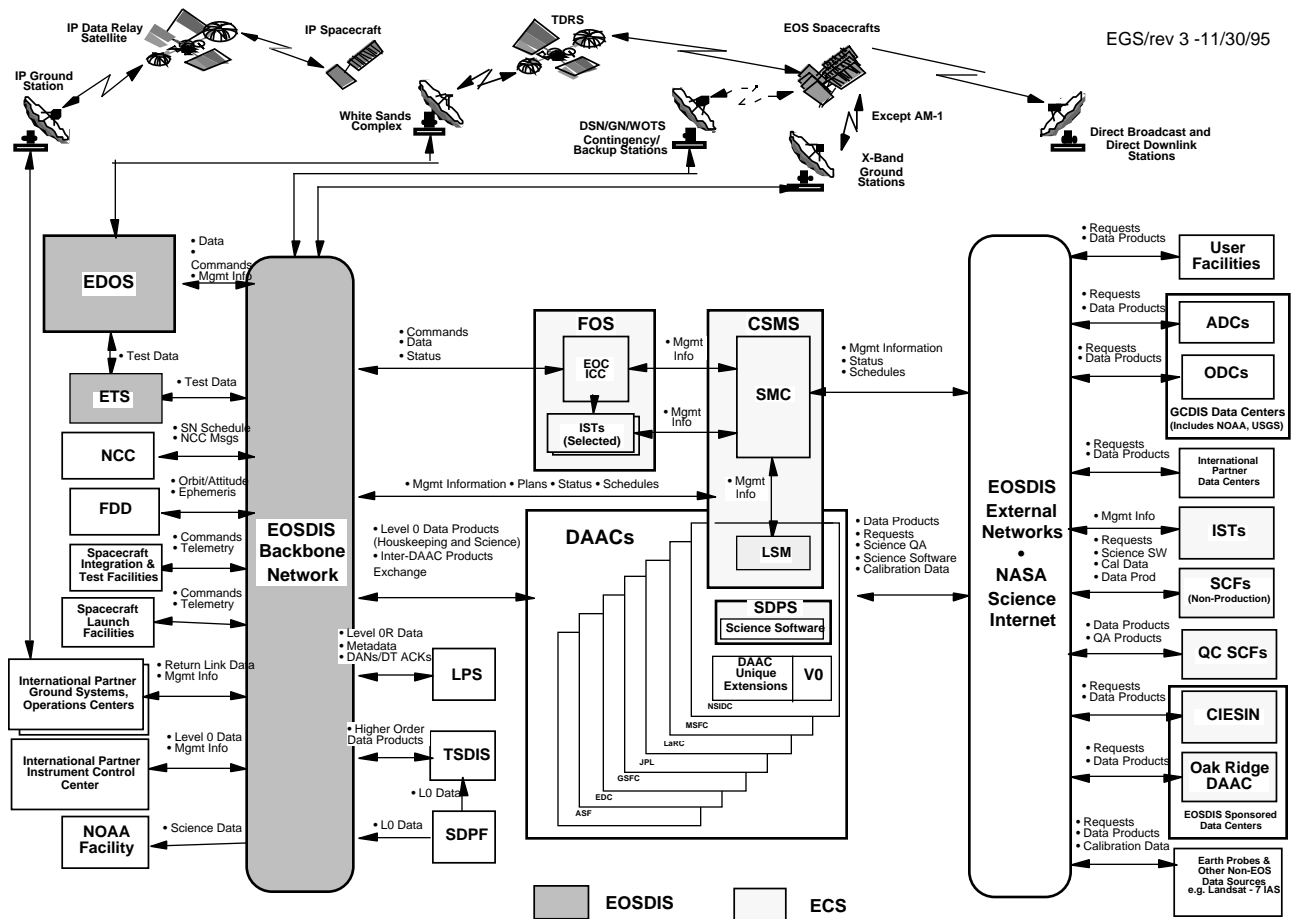 IP Data Relay
Satellite
IP Spacecraft
TDRS
EOS Spacecrafts
EGS/rev 3 -11/30/95
IP Ground
Station
White Sands
Complex
DSN/GN/WOTS
Contingency/
Backup Stations
Except AM-1
X-Band
Ground
Stations
Direct Broadcast and
Direct Downlink
Stations
EDOS
• Data
•
Commands
• Mgmt Info
• Test Data
ETS
• Test Data
NCC
• SN Schedule
• NCC Msgs
FDD
• Orbit/Attitude
• Ephemeris
Spacecraft
Integration &
Test Facilities
• Commands
• Telemetry
Spacecraft
Launch
Facilities
• Commands
• Telemetry
International Partner
Ground Systems,
Operations Centers
• Return Link Data
• Mgmt Info
International Partner
Instrument Control
Center
• Level 0 Data
• Mgmt Info
NOAA
Facility
• Science Data
EOSDIS
Backbone
Network
• Commands
• Data
• Status
FOS
EOC
ICC
ISTs
(Selected)
• Mgmt
Info
• Mgmt
Info
CSMS
SMC
• Mgmt
Info
LSM
• Mgmt Information
• Status
• Schedules
• Mgmt Information • Plans • Status • Schedules
• Level 0 Data Products
(Houskeeping and Science)
• Inter-DAAC Products
Exchange
DAACs
SDPS
Science Software
DAAC
Unique
Extensions
V0
NSIDC
MSFC
LaRC
JPL
GSFC
EDC
ASF
• Data Products
• Requests
• Science QA
• Science Software
• Calibration Data
• Level 0R Data
• Metadata
• DANs/DT ACKs
LPS
• Higher Order
Data Products
TSDIS
• L0 Data
• L0 Data
SDPF
EOSDIS
External
Networks
•
NASA
Science
Internet
• Requests
• Data Products
User
Facilities
• Requests
• Data Products
ADCs
• Requests
• Data Products
ODCs
GCDIS Data Centers
(Includes NOAA, USGS)
• Requests
• Data Products
International
Partner
Data Centers
• Mgmt Info
ISTs
• Requests
• Science SW
• Cal Data
• Data Prod
SCFs
(Non-Production)
• Data Products
• QA Products
QC SCFs
• Requests
• Data Products
CIESIN
• Requests
• Data Products
Oak Ridge
DAAC
EOSDIS Sponsored
Data Centers
• Requests
• Data Products
• Calibration Data
Earth Probes &
Other Non-EOS
Data Sources
e.g. Landsat - 7 IAS
EOSDIS
ECS